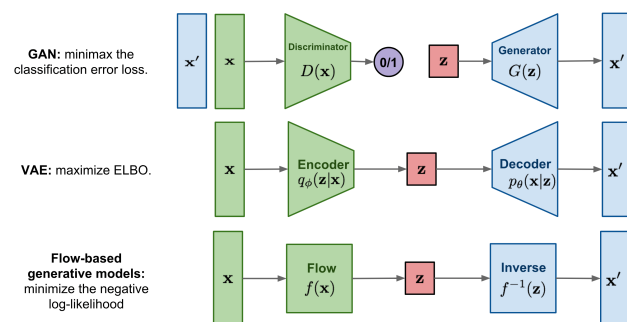 GAN: minimax the
classification error loss.
x′
x
Discriminator
D(x)
0/1
z
Generator
G(z)
x′
VAE: maximize ELBO.
x
Encoder
qϕ(z|x)
z
Decoder
pθ(x|z)
x′
Flow-based
generative models:
minimize the negative
log-likelihood
x
Flow
f(x)
z
Inverse
f⁻¹(z)
x′